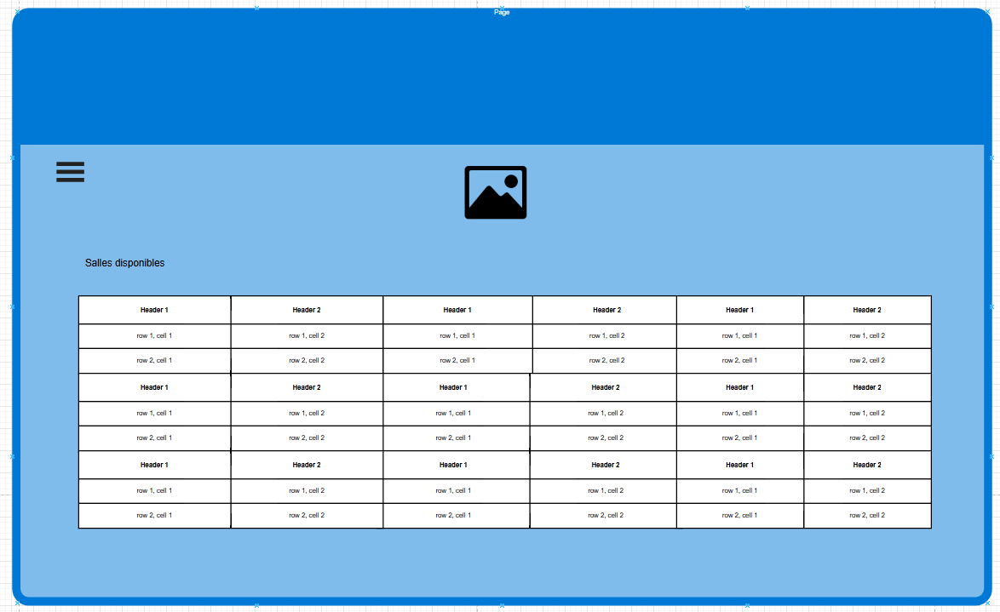 Page
Salles disponibles
Header 1 Header 2 Header 1 Header 2 Header 1 Header 2
row 1, cell 1 row 1, cell 2 row 1, cell 1 row 1, cell 2 row 1, cell 1 row 1, cell 2
row 2, cell 1 row 2, cell 2 row 2, cell 1 row 2, cell 2 row 2, cell 1 row 2, cell 2
Header 1 Header 2 Header 1 Header 2 Header 1 Header 2
row 1, cell 1 row 1, cell 2 row 1, cell 1 row 1, cell 2 row 1, cell 1 row 1, cell 2
row 2, cell 1 row 2, cell 2 row 2, cell 1 row 2, cell 2 row 2, cell 1 row 2, cell 2
Header 1 Header 2 Header 1 Header 2 Header 1 Header 2
row 1, cell 1 row 1, cell 2 row 1, cell 1 row 1, cell 2 row 1, cell 1 row 1, cell 2
row 2, cell 1 row 2, cell 2 row 2, cell 1 row 2, cell 2 row 2, cell 1 row 2, cell 2